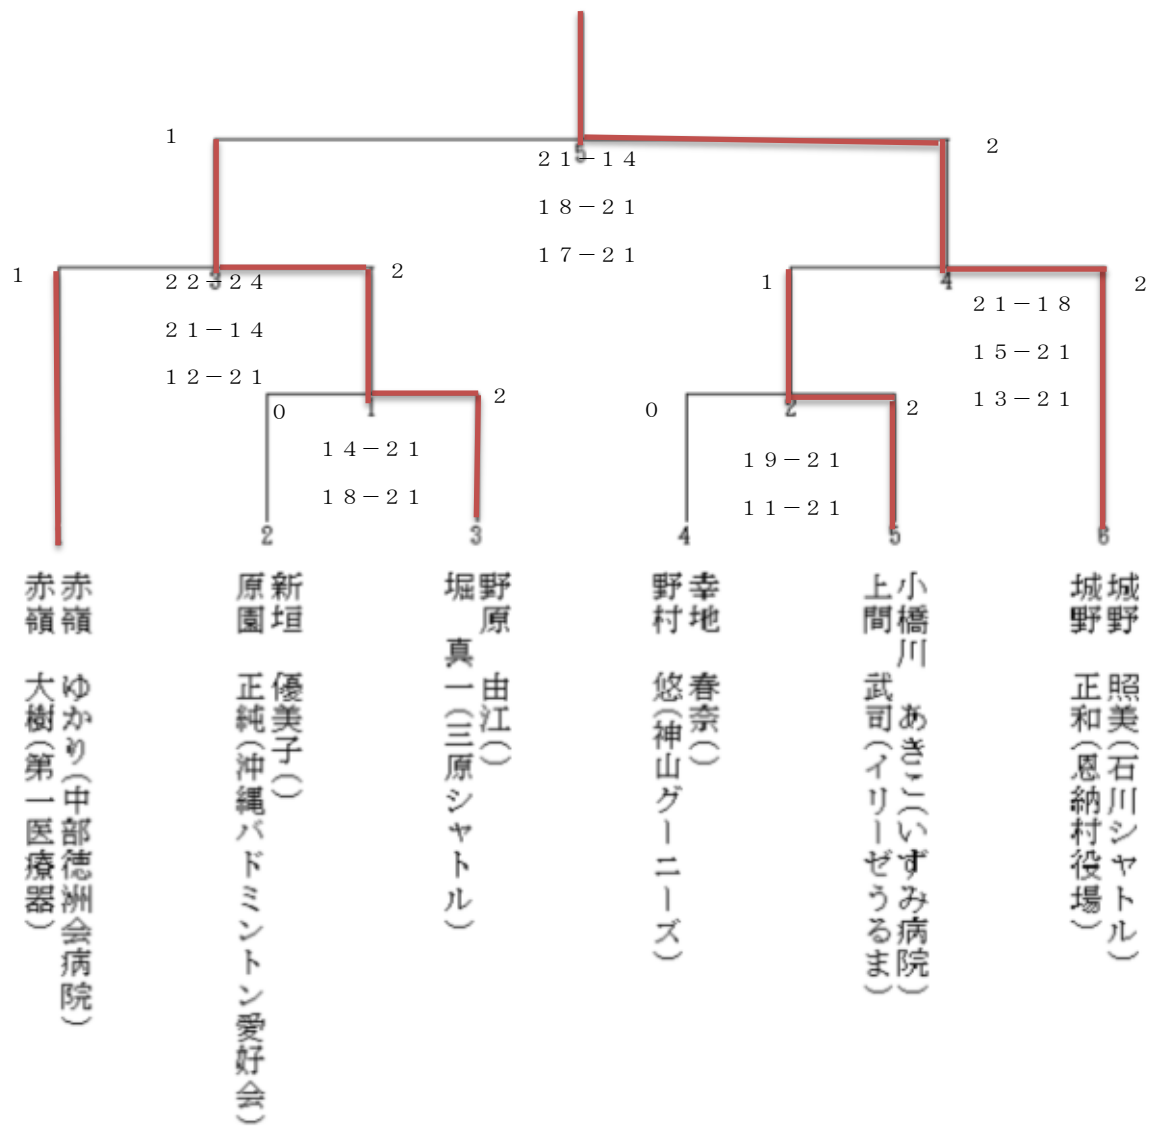 1
2
5
２１－１４
１８－２１
１７－２１
1
2
3
２２－２４
２１－１４
１２－２１
1
2
4
２１－１８
１５－２１
１３－２１
0
2
1
１４－２１
１８－２１
0
2
2
１９－２１
１１－２１
2
3
4
5
6
赤嶺　大樹(第一医療器)
赤嶺　ゆかり(中部徳洲会病院)
原園　正純(沖縄バドミントン愛好会)
新垣　優美子()
堀　真一(三原シャトル)
野原　由江()
野村　悠(神山グーニーズ)
幸地　春奈()
上間　武司(イリーゼうるま)
小橋川　あきこ(いずみ病院)
城野　正和(恩納村役場)
城野　照美(石川シャトル)